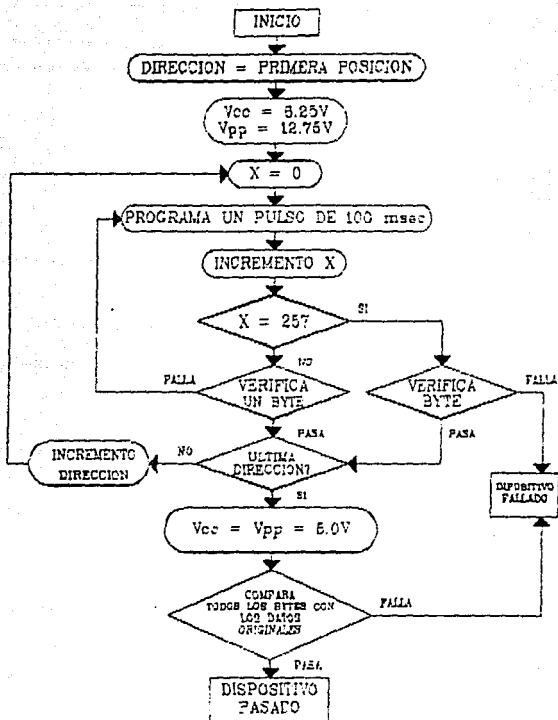 INICIO
DIRECCION = PRIMERA POSICION
Vcc = 6.25V
Vpp = 12.75V
X = 0
PROGRAMA UN PULSO DE 100 msec
INCREMENTO X
X = 25?
SI
NO
FALLA
VERIFICA
UN BYTE
VERIFICA
BYTE
FALLA
PASA
PASA
INCREMENTO
DIRECCION
NO
ULTIMA
DIRECCION?
SI
DIPOSITIVO
FALLADO
Vcc = Vpp = 5.0V
COMPARA
TODOS LOS BYTES CON
LOS DATOS
ORIGINALES
FALLA
PASA
DISPOSITIVO
PASADO